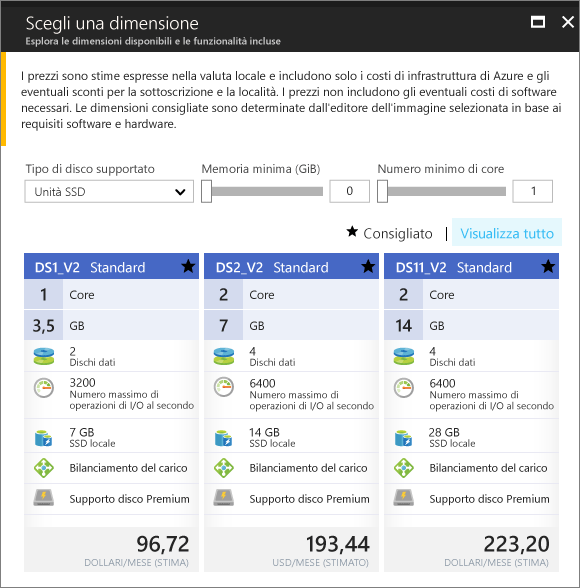 Scegli una dimensione
Esplora le dimensioni disponibili e le funzionalità incluse
I prezzi sono stime espresse nella valuta locale e includono solo i costi di infrastruttura di Azure e gli
eventuali sconti per la sottoscrizione e la località. I prezzi non includono gli eventuali costi di software
necessari. Le dimensioni consigliate sono determinate dall'editore dell'immagine selezionata in base ai
requisiti software e hardware.
Tipo di disco supportato
Unità SSD
Memoria minima (GiB)
0
Numero minimo di core
1
Consigliato | Visualizza tutto
DS1_V2 Standard
1 Core
3,5 GB
2
Dischi dati
3200
Numero massimo di
operazioni di I/O al secondo
7 GB
SSD locale
Bilanciamento del carico
Supporto disco Premium
96,72
DOLLARI/MESE (STIMA)
DS2_V2 Standard
2 Core
7 GB
4
Dischi dati
6400
Numero massimo di
operazioni di I/O al secondo
14 GB
SSD locale
Bilanciamento del carico
Supporto disco Premium
193,44
USD/MESE (STIMATO)
DS11_V2 Standard
2 Core
14 GB
4
Dischi dati
6400
Numero massimo di
operazioni di I/O al secondo
28 GB
SSD locale
Bilanciamento del carico
Supporto disco Premium
223,20
DOLLARI/MESE (STIMA)